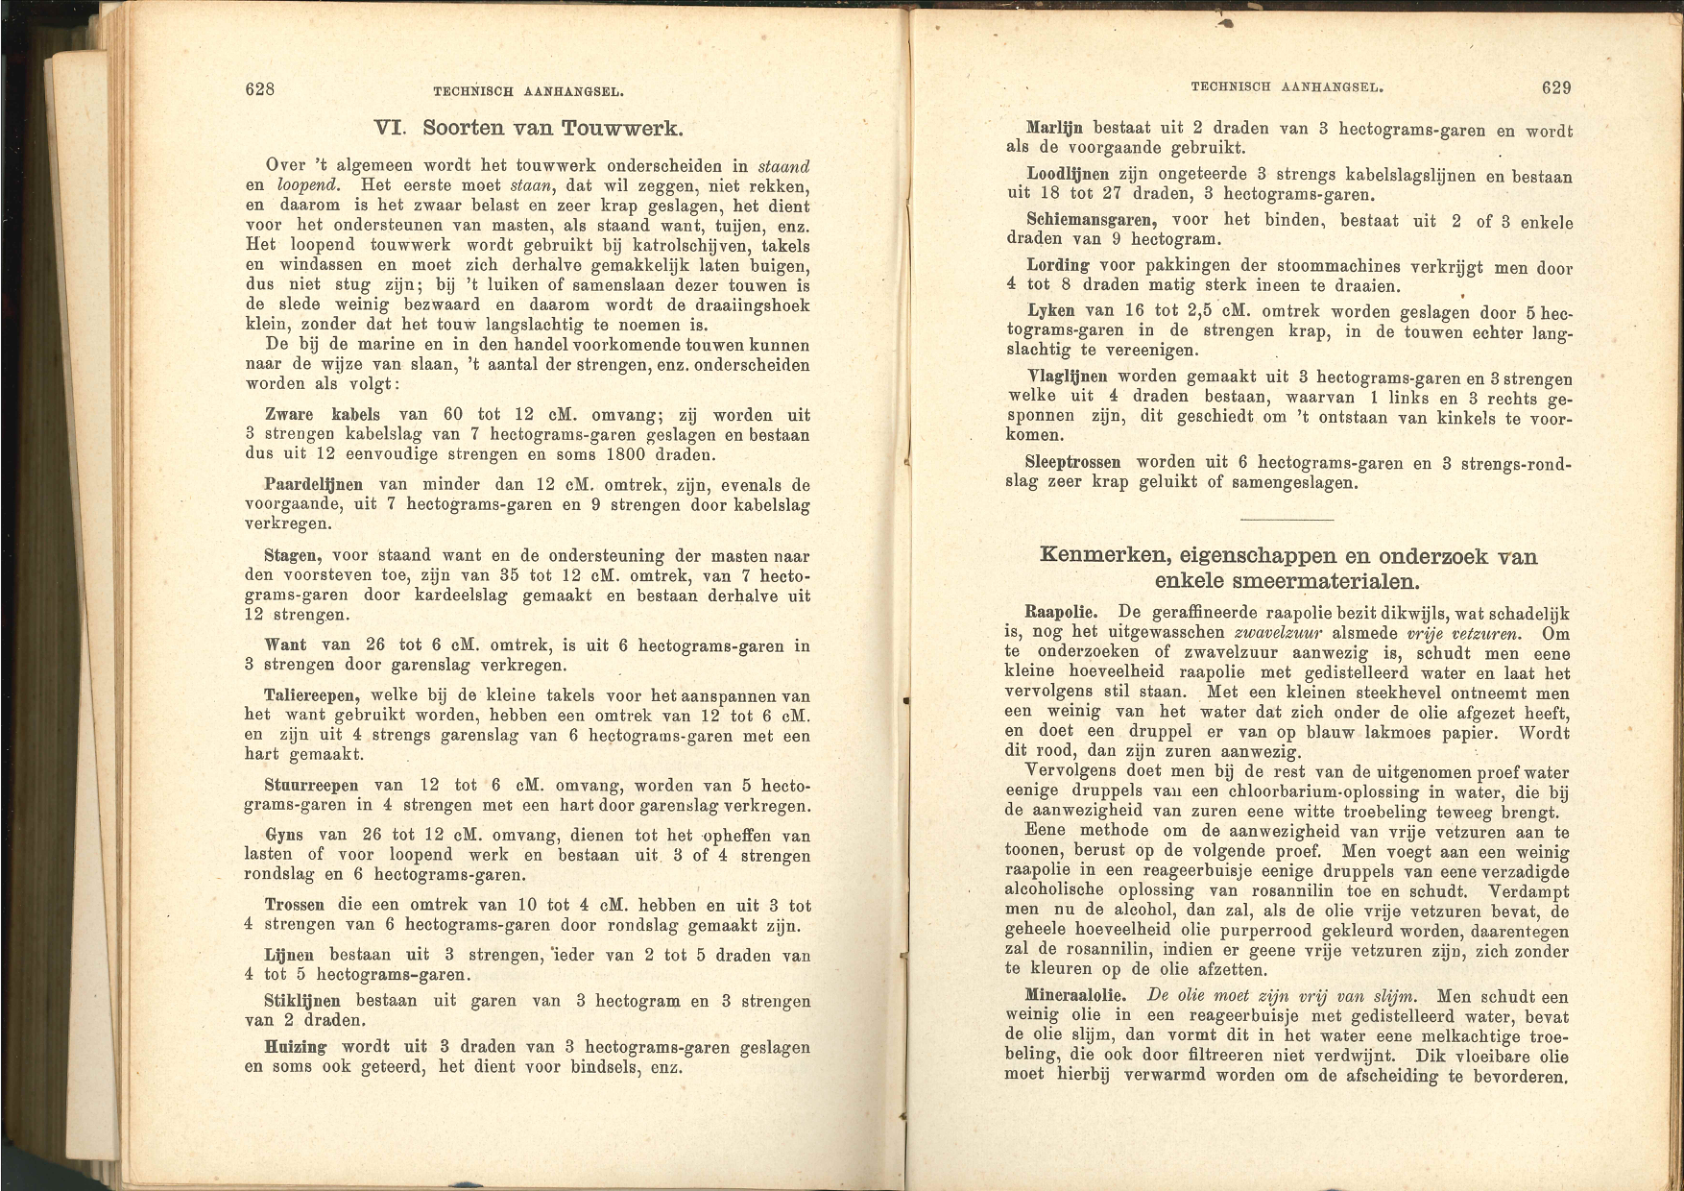 628
TECHNISCH AANHANGSEL.
VI. Soorten van Touwwerk.
Over 't algemeen wordt het touwwerk onderscheiden in staand
en loopend. Het eerste moet staan, dat wil zeggen, niet rekken,
en daarom is het zwaar belast en zeer krap geslagen, het dient
voor het ondersteunen van masten, als staand want, tuijen, enz.
Het loopend touwwerk wordt gebruikt bij katrolschijven, takels
en windassen en moet zich derhalve gemakkelijk laten buigen,
dus niet stug zijn; bij 't luiken of samenslaan dezer touwen is
de slede weinig bezwaard en daarom wordt de draaiingshoek
klein, zonder dat het touw langslachtig te noemen is.
De bij de marine en in den handel voorkomende touwen kunnen
naar de wijze van slaan, 't aantal der strengen, enz. onderscheiden
worden als volgt:
Zware kabels van 60 tot 12 cM. omvang; zij worden uit
3 strengen kabelslag van 7 hectograms-garen geslagen en bestaan
dus uit 12 eenvoudige strengen en soms 1800 draden.
Paardelijnen van minder dan 12 cM. omtrek, zijn, evenals de
voorgaande, uit 7 hectograms-garen en 9 strengen door kabelslag
verkregen.
Stagen, voor staand want en de ondersteuning der masten naar
den voorsteven toe, zijn van 35 tot 12 cM. omtrek, van 7 hecto-
grams-garen door kardeelslag gemaakt en bestaan derhalve uit
12 strengen.
Want van 26 tot 6 cM. omtrek, is uit 6 hectograms-garen in
3 strengen door garenslag verkregen.
Taliereepen, welke bij de kleine takels voor het aanspannen van
het want gebruikt worden, hebben een omtrek van 12 tot 6 cM.
en zijn uit 4 strengs garenslag van 6 hectograms-garen met een
hart gemaakt.
Stuurreepen van 12 tot 6 cM. omvang, worden van 5 hecto-
grams-garen in 4 strengen met een hart door garenslag verkregen.
Gyns van 26 tot 12 cM. omvang, dienen tot het opheffen van
lasten of voor loopend werk en bestaan uit 3 of 4 strengen
rondslag en 6 hectograms-garen.
Trossen die een omtrek van 10 tot 4 cM. hebben en uit 3 tot
4 strengen van 6 hectograms-garen door rondslag gemaakt zijn.
Lijnen bestaan uit 3 strengen, ieder van 2 tot 5 draden van
4 tot 5 hectograms-garen.
Stiklijnen bestaan uit garen van 3 hectogram en 3 strengen
van 2 draden.
Huizing wordt uit 3 draden van 3 hectograms-garen geslagen
en soms ook geteerd, het dient voor bindsels, enz.
TECHNISCH AANHANGSEL.
629
Marlijn bestaat uit 2 draden van 3 hectograms-garen en wordt
als de voorgaande gebruikt.
Loodlijnen zijn ongeteerde 3 strengs kabelslagslijnen en bestaan
uit 18 tot 27 draden, 3 hectograms-garen.
Schiemansgaren, voor het binden, bestaat uit 2 of 3 enkele
draden van 9 hectogram.
Lording voor pakkingen der stoommachines verkrijgt men door
4 tot 8 draden matig sterk ineen te draaien.
Lyken van 16 tot 2,5 cM. omtrek worden geslagen door 5 hec-
tograms-garen in de strengen krap, in de touwen echter lang-
slachtig te vereenigen.
Vlaglijnen worden gemaakt uit 3 hectograms-garen en 3 strengen
welke uit 4 draden bestaan, waarvan 1 links en 3 rechts ge-
sponnen zijn, dit geschiedt om 't ontstaan van kinkels te voor-
komen.
Sleeptrossen worden uit 6 hectograms-garen en 3 strengs-rond-
slag zeer krap geluikt of samengeslagen.
Kenmerken, eigenschappen en onderzoek van
enkele smeermaterialen.
Raapolie. De geraffineerde raapolie bezit dikwijls, wat schadelijk
is, nog het uitgewasschen zwavelzuur alsmede vrije vetzuren. Om
te onderzoeken of zwavelzuur aanwezig is, schudt men eene
kleine hoeveelheid raapolie met gedistelleerd water en laat het
vervolgens stil staan. Met een kleinen steekhevel ontneemt men
een weinig van het water dat zich onder de olie afgezet heeft,
en doet een druppel er van op blauw lakmoes papier. Wordt
dit rood, dan zijn zuren aanwezig.
Vervolgens doet men bij de rest van de uitgenomen proef water
eenige druppels van een chloorbarium-oplossing in water, die bij
de aanwezigheid van zuren eene witte troebeling teweeg brengt.
Eene methode om de aanwezigheid van vrije vetzuren aan te
toonen, berust op de volgende proef. Men voegt aan een weinig
raapolie in een reageerbuisje eenige druppels van eene verzadigde
alcoholische oplossing van rosannilin toe en schudt. Verdampt
men nu de alcohol, dan zal, als de olie vrije vetzuren bevat, de
geheele hoeveelheid olie purperrood gekleurd worden, daarentegen
zal de rosannilin, indien er geene vrije vetzuren zijn, zich zonder
te kleuren op de olie afzetten.
Mineraalolie. De olie moet zijn vrij van slijm. Men schudt een
weinig olie in een reageerbuisje met gedistelleerd water, bevat
de olie slijm, dan vormt dit in het water eene melkachtige troe-
beling, die ook door filtreeren niet verdwijnt. Dik vloeibare olie
moet hierbij verwarmd worden om de afscheiding te bevorderen.